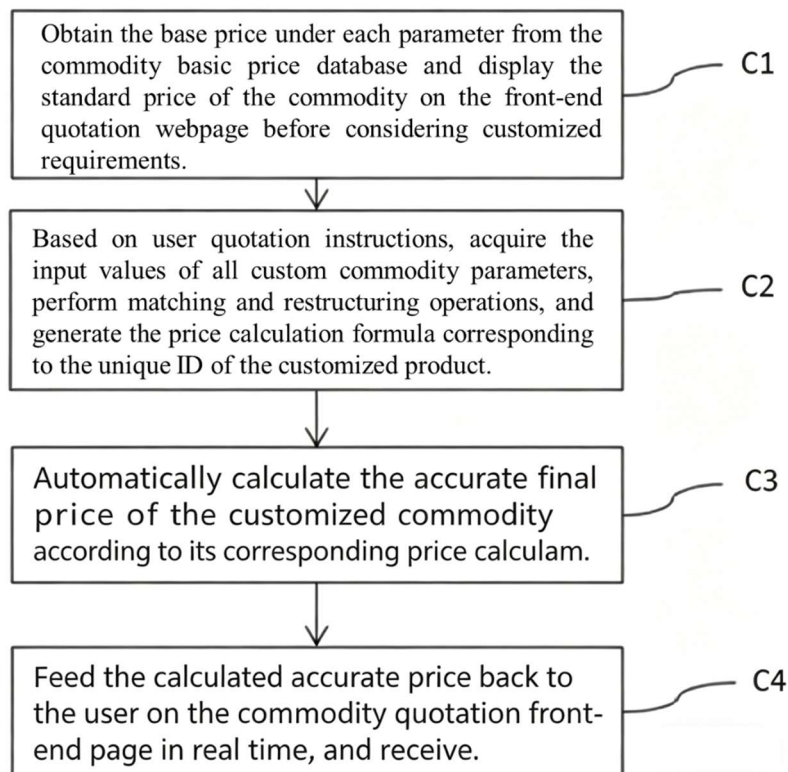 Obtain the base price under each parameter from the
commodity basic price database and display the
standard price of the commodity on the front-end
quotation webpage before considering customized
requirements.
C1
Based on user quotation instructions, acquire the
input values of all custom commodity parameters,
perform matching and restructuring operations, and
generate the price calculation formula corresponding
to the unique ID of the customized product.
C2
Automatically calculate the accurate final
price of the customized commodity
according to its corresponding price calculam.
C3
Feed the calculated accurate price back to
the user on the commodity quotation front-
end page in real time, and receive.
C4